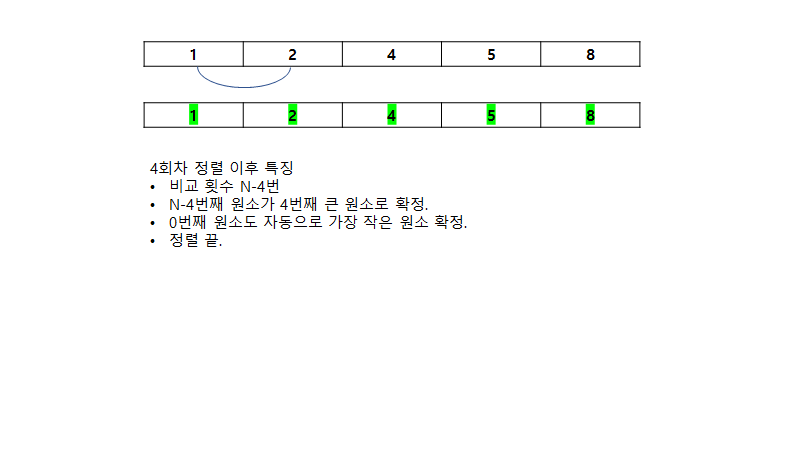 1 2 4 5 8
1 2 4 5 8
4회차 정렬 이후 특징
• 비교 횟수 N-4번
• N-4번째 원소가 4번째 큰 원소로 확정.
• 0번째 원소도 자동으로 가장 작은 원소 확정.
• 정렬 끝.